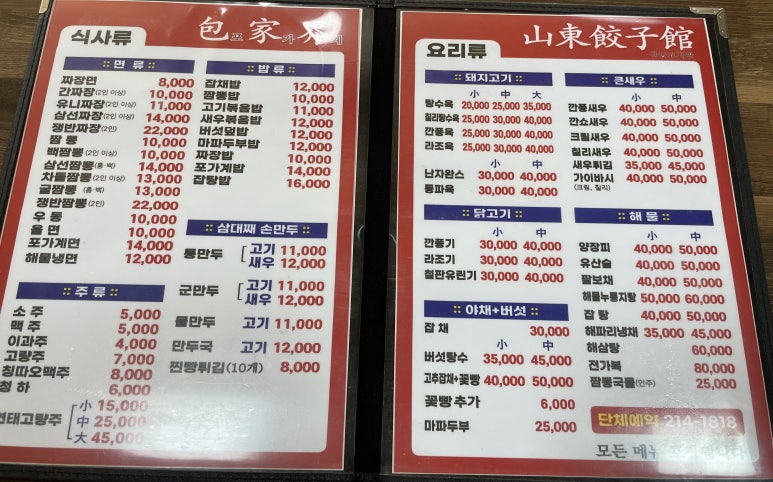 식사류
包 家
포 가
:: 면 류 ::
짜장면 8,000
간짜장(2인 이상) 10,000
유니짜장(2인 이상) 11,000
삼선짜장(2인 이상) 14,000
쟁반짜장(2인) 22,000
짬 뽕 10,000
백짬뽕(2인 이상) 10,000
삼선짬뽕(홍·백) 14,000
차돌짬뽕(2인 이상) 13,000
굴짬뽕 (홍·백) 13,000
쟁반짬뽕(2인) 22,000
우 동 10,000
울 면 10,000
포가계면 14,000
해물냉면 12,000
:: 주 류 ::
소 주 5,000
맥 주 5,000
이과주 4,000
고량주 7,000
칭따오맥주 8,000
청 하 6,000
연태고량주 小 15,000
中 25,000
大 45,000
:: 밥 류 ::
잡채밥 12,000
짬뽕밥 10,000
고기볶음밥 11,000
새우볶음밥 12,000
버섯덮밥 12,000
마파두부밥 12,000
짜장밥 10,000
포가계밥 14,000
잡탕밥 16,000
:: 삼대째 손만두 ::
통만두 고기 11,000
새우 12,000
군만두 고기 11,000
새우 12,000
물만두 고기 11,000
만두국 고기 12,000
찐빵튀김(10개) 8,000
요리류
山東餃子館
:: 돼지고기 ::
小 中 大
탕수육 20,000 25,000 35,000
칠리탕수육 25,000 30,000 40,000
깐풍육 25,000 30,000 40,000
라조육 25,000 30,000 40,000
小 中
난자완스 30,000 40,000
동파육 30,000 40,000
:: 닭고기 ::
小 中
깐풍기 30,000 40,000
라조기 30,000 40,000
철판유린기 30,000 40,000
:: 야채+버섯 ::
잡 채 30,000
小 中
버섯탕수 35,000 45,000
고추잡채+꽃빵 40,000 50,000
꽃빵 추가 6,000
마파두부 25,000
:: 큰새우 ::
小 中
깐풍새우 40,000 50,000
깐쇼새우 40,000 50,000
크림새우 40,000 50,000
칠리새우 40,000 50,000
새우튀김 35,000 45,000
가이바시 40,000 50,000
(크림, 칠리)
:: 해 물 ::
小 中
양장피 40,000 50,000
유산슬 40,000 50,000
팔보채 40,000 50,000
해물누룽지탕 50,000 60,000
잡 탕 40,000 50,000
해파리냉채 35,000 45,000
해삼탕 60,000
전가복 80,000
짬뽕국물(안주) 25,000
단체예약 214-1818
모든 메뉴